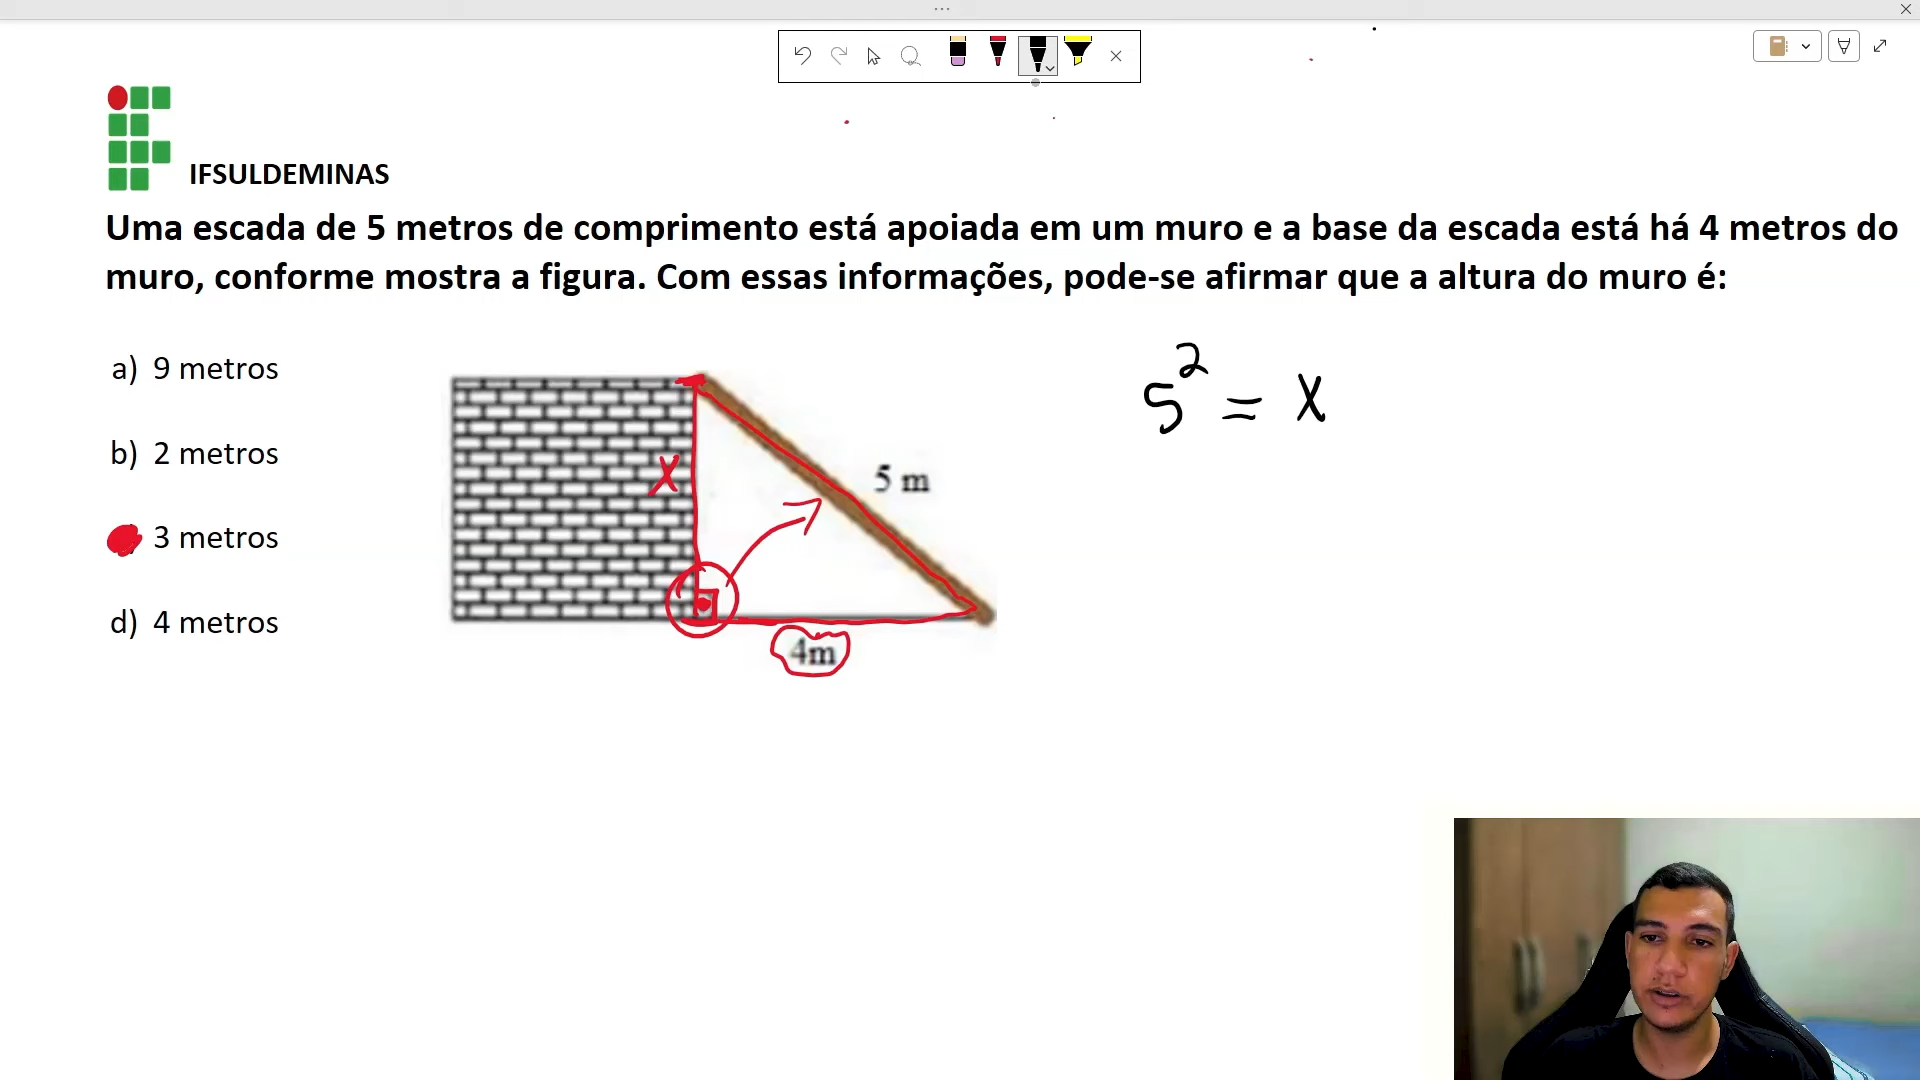 IFSULDEMINAS
Uma escada de 5 metros de comprimento está apoiada em um muro e a base da escada está há 4 metros do
muro, conforme mostra a figura. Com essas informações, pode-se afirmar que a altura do muro é:
a) 9 metros
b) 2 metros
3 metros
d) 4 metros
X
5 m
4m
5² = X